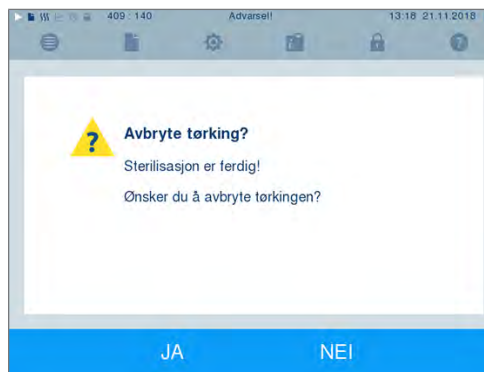 409 : 140 Advarsel! 13:18 21.11.2018
Avbryte tørking?
Sterilisasjon er ferdig!
Ønsker du å avbryte tørkingen?
JA NEI